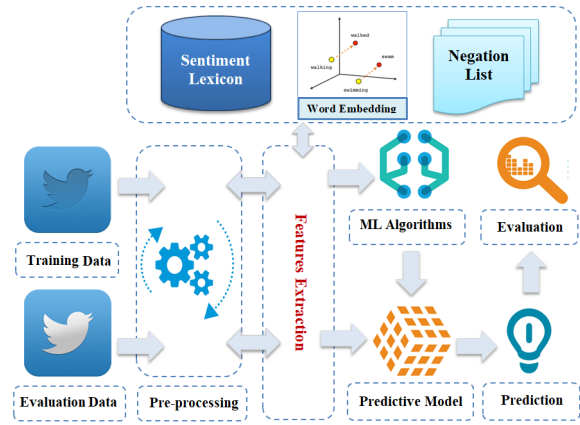 Sentiment
Lexicon
walked
swam
walking
swimming
Word Embedding
Negation
List
Training Data
Features Extraction
ML Algorithms
Evaluation
Evaluation Data
Pre-processing
Predictive Model
Prediction